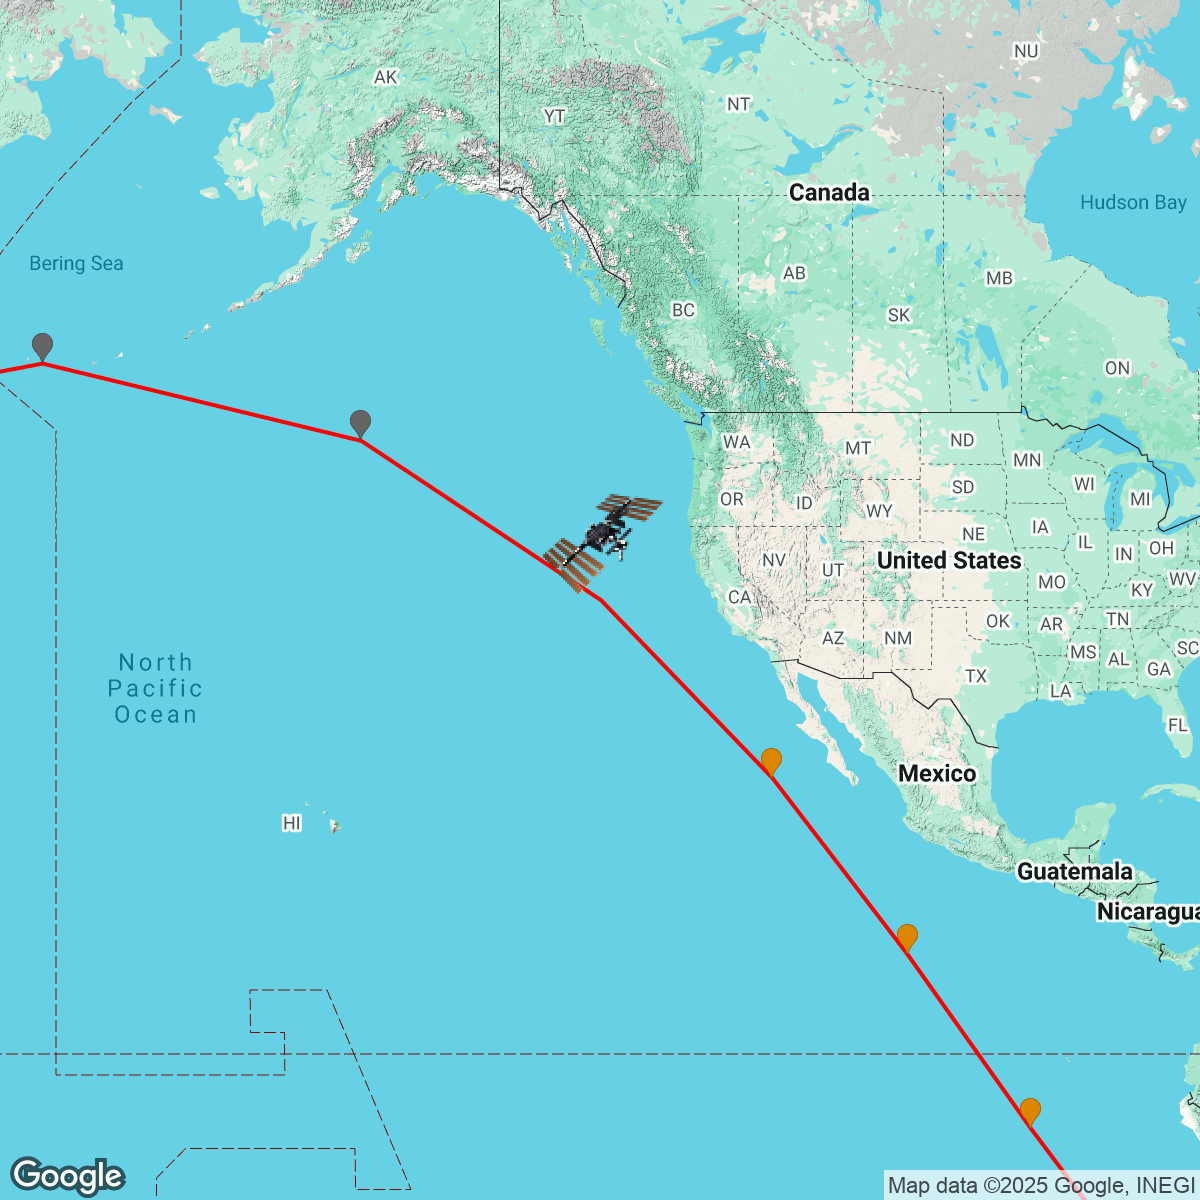 NU
AK
NT
YT
Canada
Hudson Bay
Bering Sea
AB
MB
BC
SK
ON
WA
ND
MT
MN
WI
SD
MI
OR
ID
WY
IA
NE
IL
OH
IN
NV
United States
UT
WV
MO
KY
CA
TN
OK
AR
AZ
NM
SC
MS
AL
GA
North
Pacific
Ocean
TX
LA
FL
Mexico
HI
Guatemala
Nicaragua
Google
Map data ©2025 Google, INEGI